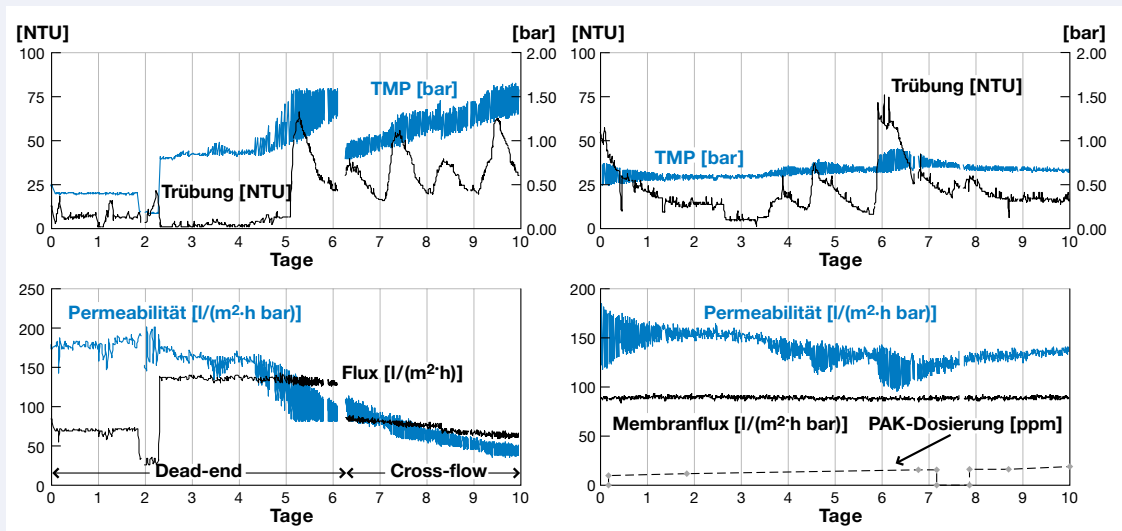 [NTU] [bar]
100 2.00
TMP [bar]
75 1.50
50 1.00
25 Trübung [NTU] 0.50
0 0.00
0 1 2 3 4 5 6 7 8 9 10
Tage
[NTU] [bar]
100 2.00
Trübung [NTU]
75 1.50
50 1.00
TMP [bar]
25 0.50
0 0.00
0 1 2 3 4 5 6 7 8 9 10
Tage
250
Permeabilität [l/(m²·h bar)]
200
150
Flux [l/(m²·h)]
100
50
Dead-end Cross-flow
0
0 1 2 3 4 5 6 7 8 9 10
Tage
200
Permeabilität [l/(m²·h bar)]
150
100
Membranflux [l/(m²·h bar)] PAK-Dosierung [ppm]
50
0
0 1 2 3 4 5 6 7 8 9 10
Tage